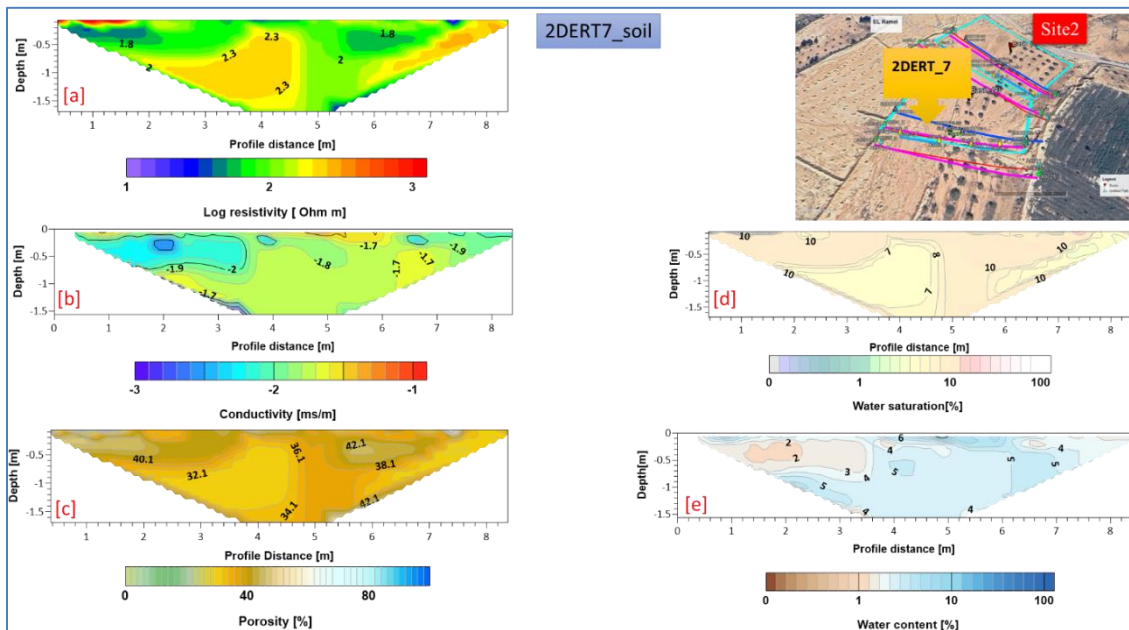 2DERT7_soil
EL Ramel
Site2
2DERT_7
Legend
Depth [m]
-0.5
-1
-1.5
1.8
2
2.3
2.3
2.3
2
1.8
[a]
1 2 3 4 5 6 7 8
Profile distance [m]
1 2 3
Log resistivity [ Ohm m]
Depth [m]
0
-0.5
-1
-1.5
-1.9
-2
-1.7
-1.8
-1.7
-1.7
-1.7
-1.9
[b]
0 1 2 3 4 5 6 7 8
Profile distance [m]
-3 -2 -1
Conductivity [ms/m]
Depth [m]
-0.5
-1
-1.5
40.1
32.1
36.1
34.1
42.1
38.1
42.1
[c]
1 2 3 4 5 6 7 8
Profile Distance [m]
0 40 80
Porosity [%]
Depth [m]
-0.5
-1
-1.5
10
10
7
8
7
10
10
10
[d]
1 2 3 4 5 6 7 8
Profile distance [m]
0 1 10 100
Water saturation[%]
Depth[m]
0
-0.5
-1
-1.5
2
2
3
4
5
4
6
4
5
5
5
4
4
[e]
0 1 2 3 4 5 6 7 8
Profile distance [m]
0 1 10 100
Water content [%]